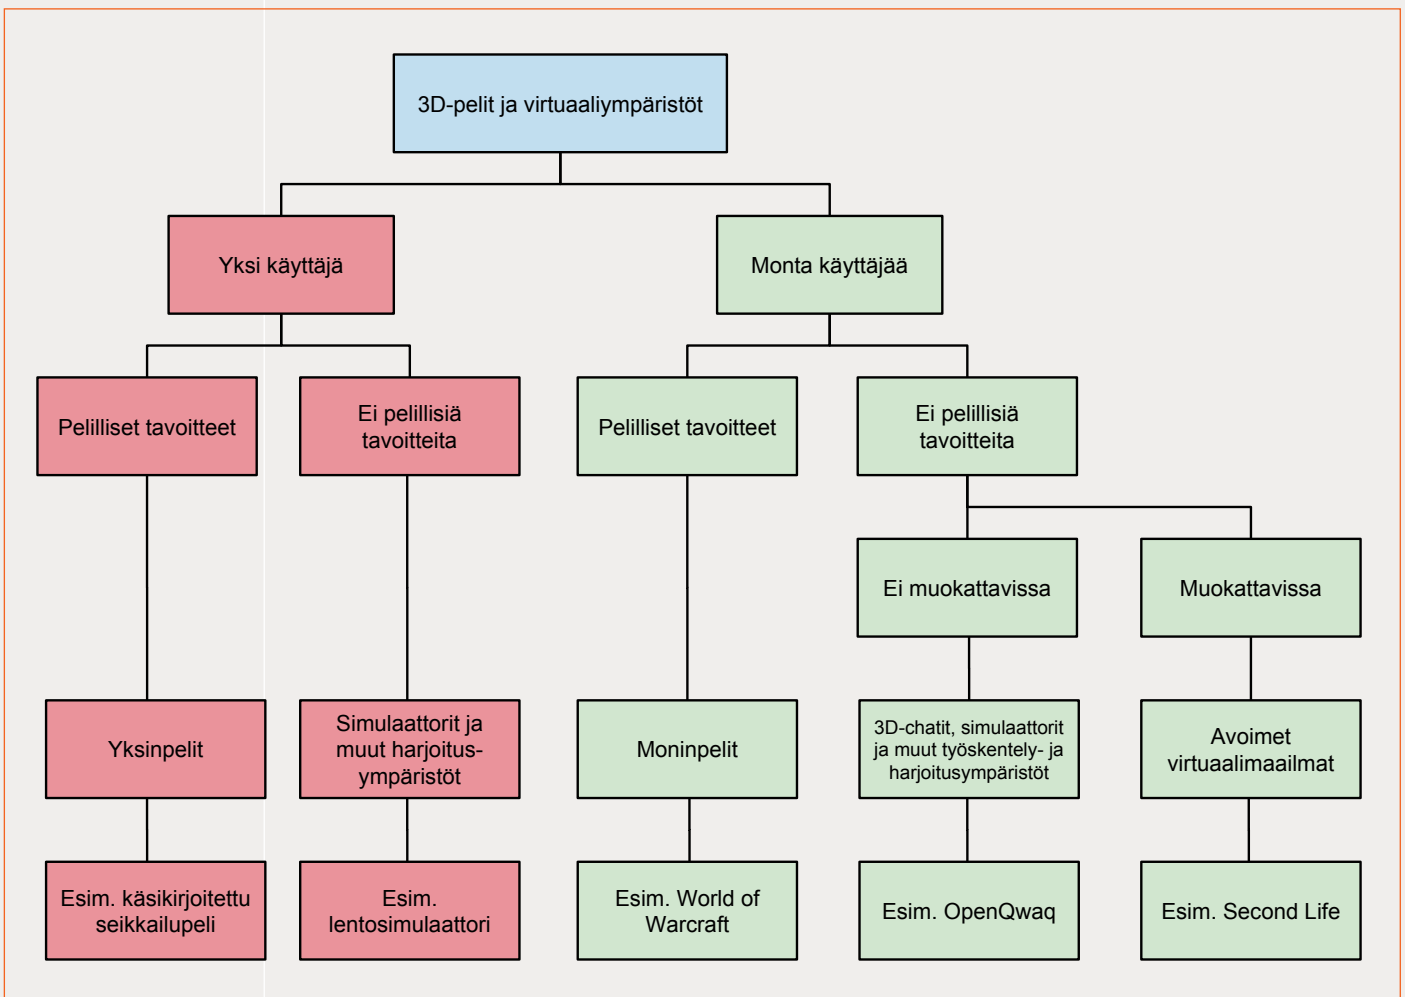 3D-pelit ja virtuaaliympäristöt
Yksi käyttäjä
Monta käyttäjää
Pelilliset tavoitteet
Ei pelillisiä
tavoitteita
Pelilliset tavoitteet
Ei pelillisiä
tavoitteita
Ei muokattavissa
Muokattavissa
Yksinpelit
Simulaattorit ja
muut harjoitus-
ympäristöt
Moninpelit
3D-chatit, simulaattorit
ja muut työskentely- ja
harjoitusympäristöt
Avoimet
virtuaalimaailmat
Esim. käsikirjoitettu
seikkailupeli
Esim.
lentosimulaattori
Esim. World of
Warcraft
Esim. OpenQwaq
Esim. Second Life